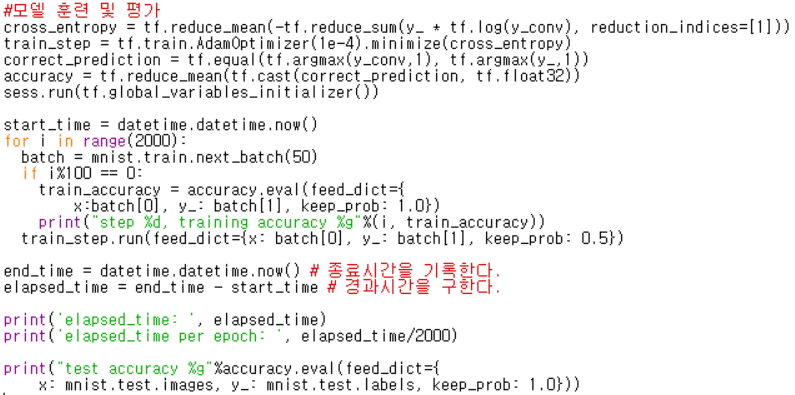 #모델 훈련 및 평가
cross_entropy = tf.reduce_mean(-tf.reduce_sum(y_ * tf.log(y_conv), reduction_indices=[1]))
train_step = tf.train.AdamOptimizer(1e-4).minimize(cross_entropy)
correct_prediction = tf.equal(tf.argmax(y_conv,1), tf.argmax(y_,1))
accuracy = tf.reduce_mean(tf.cast(correct_prediction, tf.float32))
sess.run(tf.global_variables_initializer())

start_time = datetime.datetime.now()
for i in range(2000):
  batch = mnist.train.next_batch(50)
  if i%100 == 0:
    train_accuracy = accuracy.eval(feed_dict={
        x:batch[0], y_: batch[1], keep_prob: 1.0})
    print("step %d, training accuracy %g"%(i, train_accuracy))
  train_step.run(feed_dict={x: batch[0], y_: batch[1], keep_prob: 0.5})

end_time = datetime.datetime.now() # 종료시간을 기록한다.
elapsed_time = end_time - start_time # 경과시간을 구한다.

print('elapsed_time: ', elapsed_time)
print('elapsed_time per epoch: ', elapsed_time/2000)

print("test accuracy %g"%accuracy.eval(feed_dict={
    x: mnist.test.images, y_: mnist.test.labels, keep_prob: 1.0}))